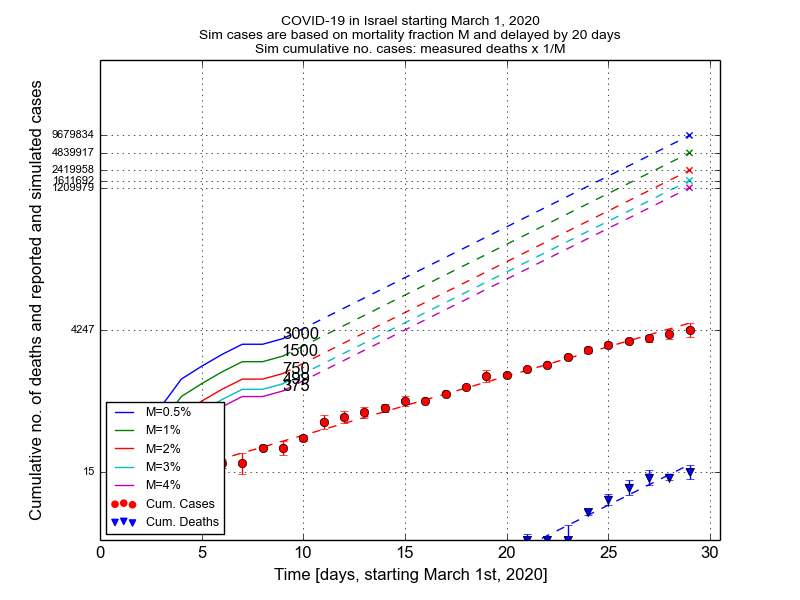 COVID-19 in Israel starting March 1, 2020
Sim cases are based on mortality fraction M and delayed by 20 days
Sim cumulative no. cases: measured deaths x 1/M
Cumulative no. of deaths and reported and simulated cases
9679834
4839917
2419958
1611692
1209979
4247
15
3000
1500
750
499
375
M=0.5%
M=1%
M=2%
M=3%
M=4%
Cum. Cases
Cum. Deaths
0 5 10 15 20 25 30
Time [days, starting March 1st, 2020]